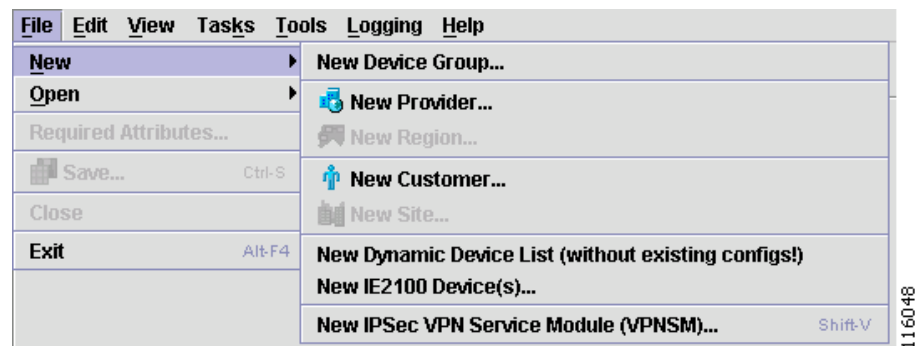 File Edit View Tasks Tools Logging Help
New
Open
Required Attributes...
Save... Ctrl-S
Close
Exit Alt-F4
New Device Group...
New Provider...
New Region...
New Customer...
New Site...
New Dynamic Device List (without existing configs!)
New IE2100 Device(s)...
New IPSec VPN Service Module (VPNSM)... Shift-V
116048